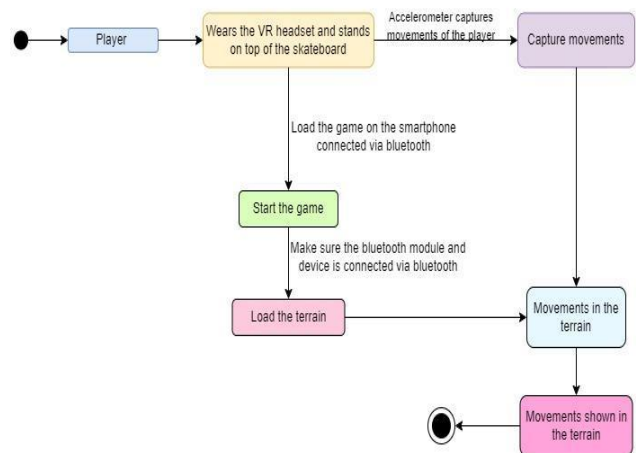 Player
Wears the VR headset and stands
on top of the skateboard
Accelerometer captures
movements of the player
Capture movements
Load the game on the smartphone
connected via bluetooth
Start the game
Make sure the bluetooth module and
device is connected via bluetooth
Load the terrain
Movements in the
terrain
Movements shown in
the terrain